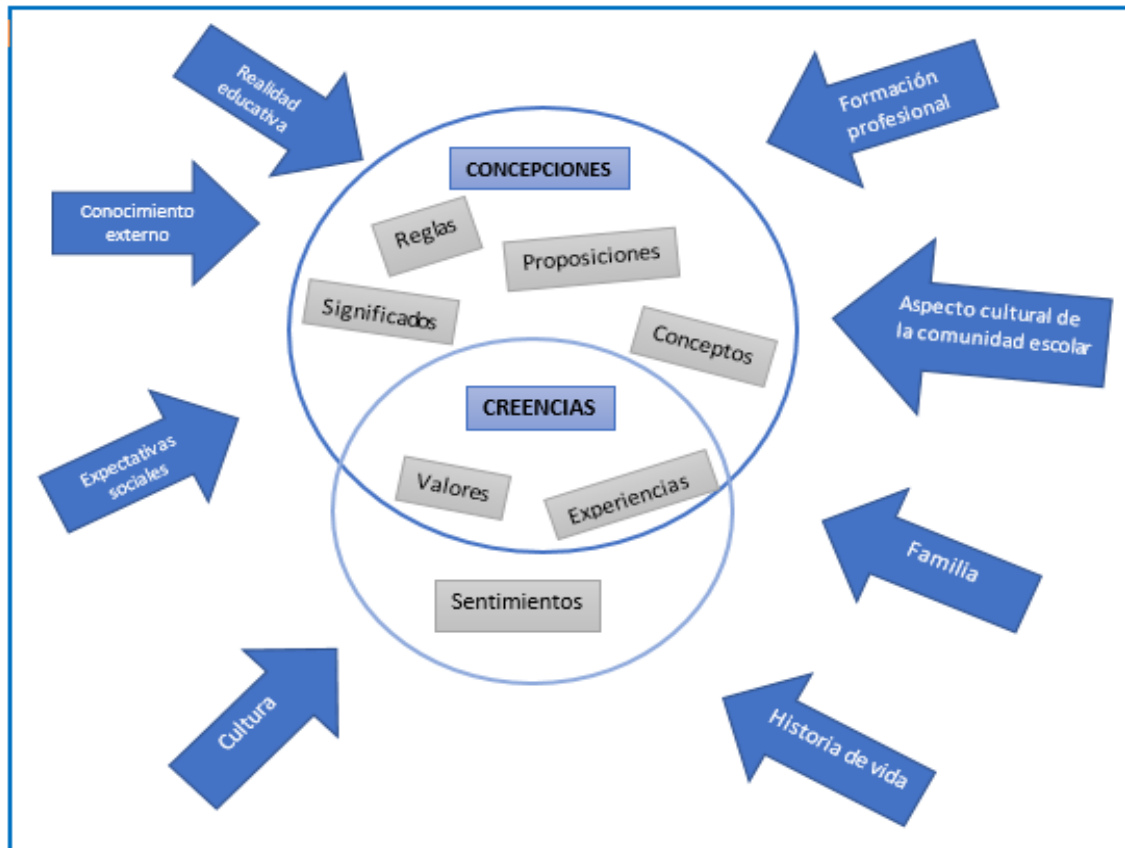 Realidad
educativa
Formación
profesional
CONCEPCIONES
Conocimiento
externo
Reglas
Proposiciones
Significados
Conceptos
Aspecto cultural de
la comunidad escolar
CREENCIAS
Expectativas
sociales
Valores
Experiencias
Familia
Sentimientos
Cultura
Historia de vida